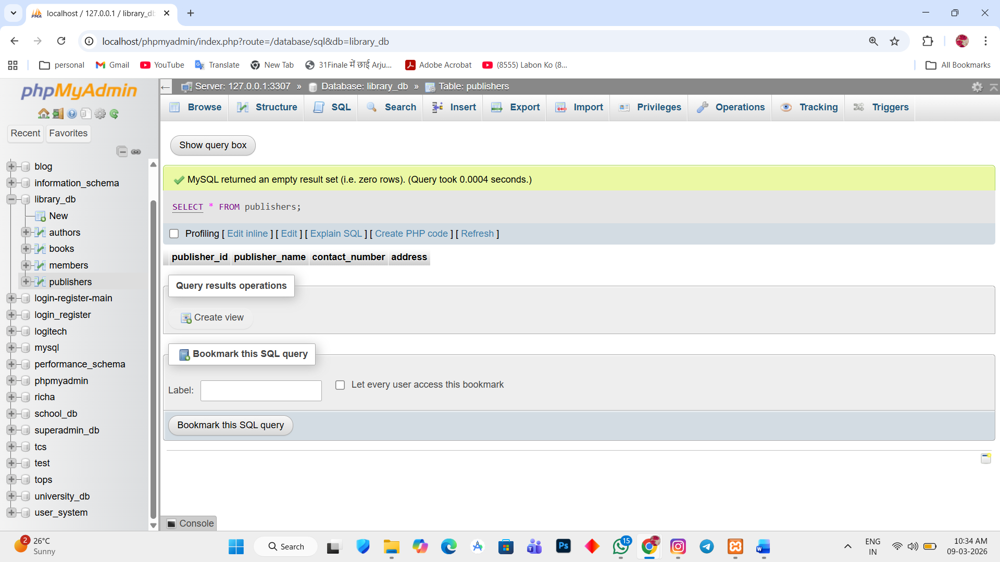 localhost / 127.0.0.1 / library_db
localhost/phpmyadmin/index.php?route=/database/sql&db=library_db
personal Gmail YouTube Translate New Tab 31Finale में छाई Arju... Adobe Acrobat (8555) Labon Ko (8... All Bookmarks
phpMyAdmin
Server: 127.0.0.1:3307 » Database: library_db » Table: publishers
Browse Structure SQL Search Insert Export Import Privileges Operations Tracking Triggers
Recent Favorites
blog
information_schema
library_db
New
authors
books
members
publishers
login-register-main
login_register
logitech
mysql
performance_schema
phpmyadmin
richa
school_db
superadmin_db
tcs
test
tops
university_db
user_system
Show query box
MySQL returned an empty result set (i.e. zero rows). (Query took 0.0004 seconds.)
SELECT * FROM publishers;
Profiling [ Edit inline ] [ Edit ] [ Explain SQL ] [ Create PHP code ] [ Refresh ]
publisher_id publisher_name contact_number address
Query results operations
Create view
Bookmark this SQL query
Label: Let every user access this bookmark
Bookmark this SQL query
Console
2 26°C
Sunny
Search
Ps
15
ENG
IN
10:34 AM
09-03-2026